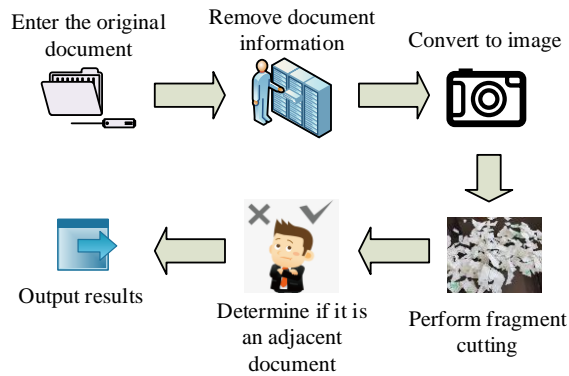 Enter the original
document
Remove document
information
Convert to image
Perform fragment
cutting
Determine if it is
an adjacent
document
Output results